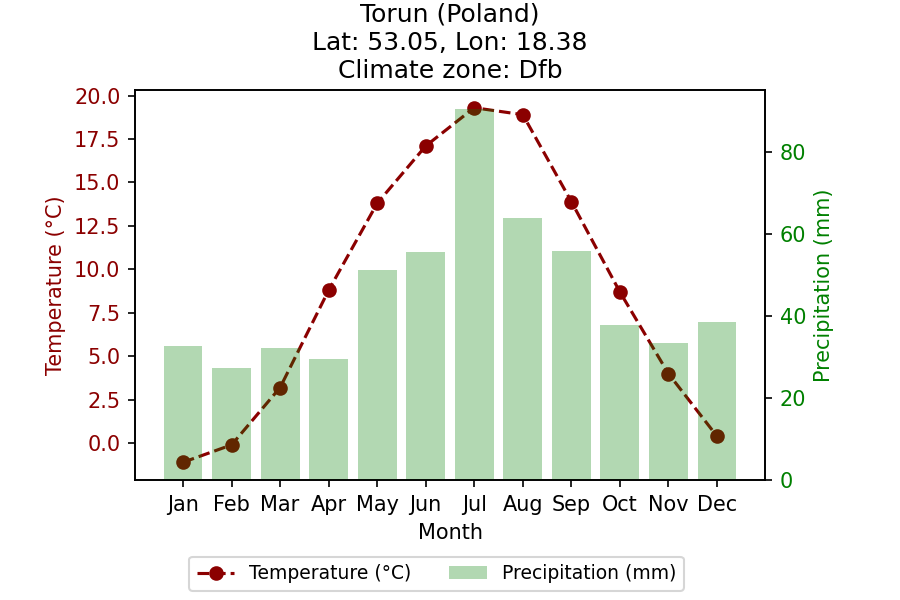 Torun (Poland)
Lat: 53.05, Lon: 18.38
Climate zone: Dfb
20.0
17.5
15.0
12.5
10.0
7.5
5.0
2.5
0.0
Temperature (°C)
80
60
40
20
0
Precipitation (mm)
Jan Feb Mar Apr May Jun Jul Aug Sep Oct Nov Dec
Month
Temperature (°C) Precipitation (mm)